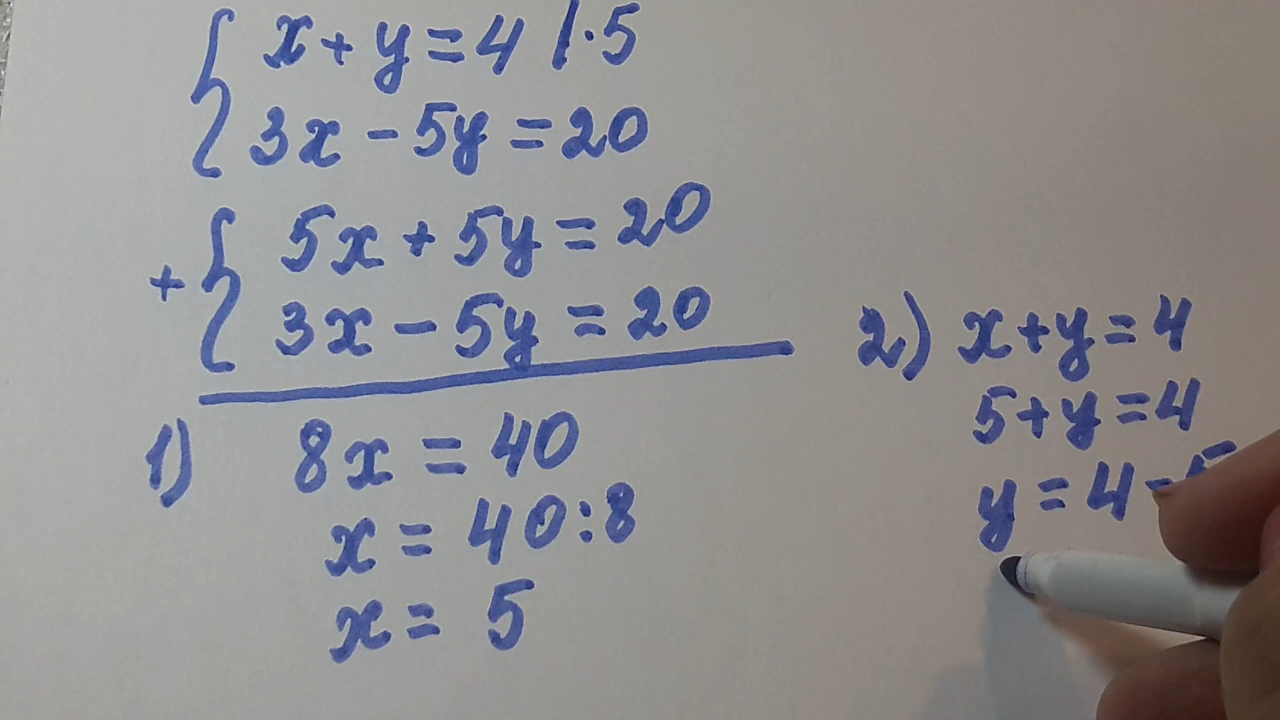 x + y = 4 /·5
3x - 5y = 20
+ 5x + 5y = 20
3x - 5y = 20
1) 8x = 40
x = 40:8
x = 5
2) x + y = 4
5 + y = 4
y = 4 - 5